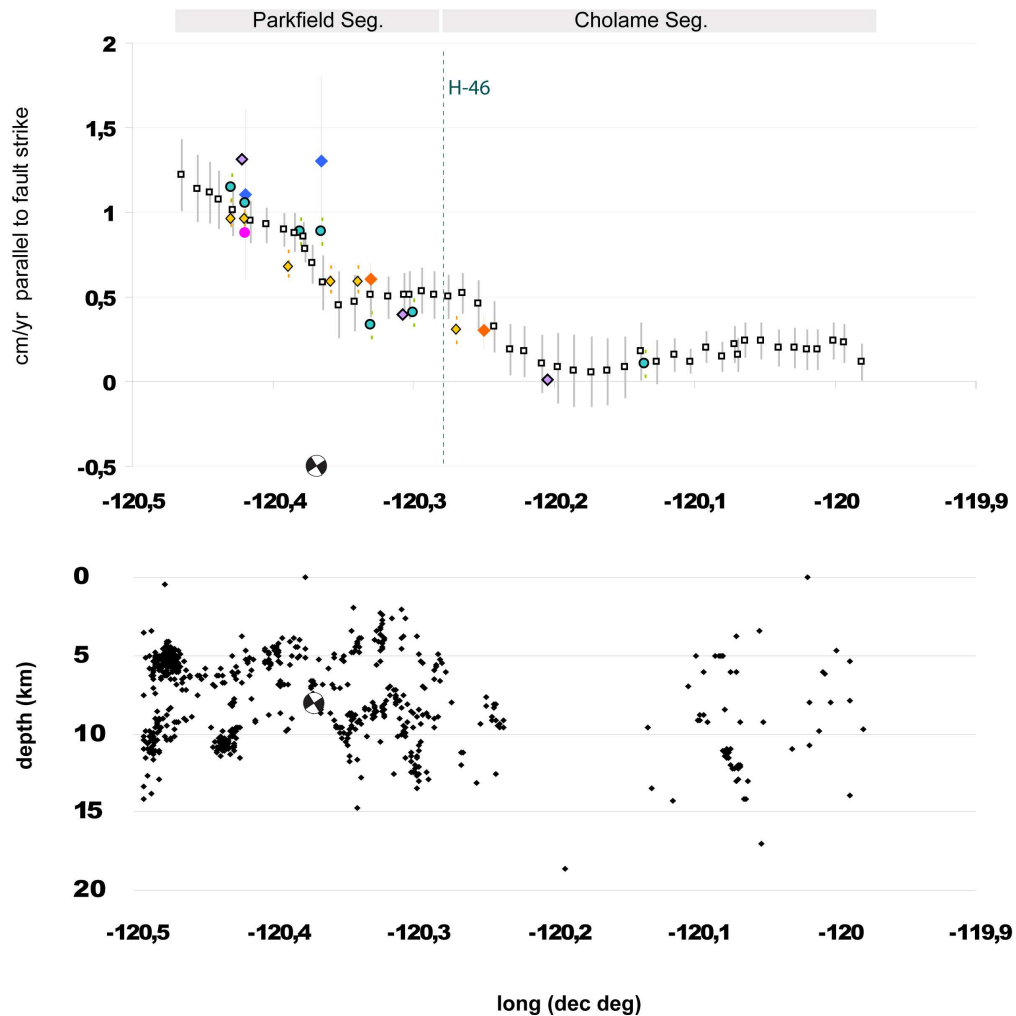 Parkfield Seg.
Cholame Seg.
2
H-46
1,5
1
0,5
0
-0,5
cm/yr parallel to fault strike
-120,5 -120,4 -120,3 -120,2 -120,1 -120 -119,9
0
5
10
15
20
depth (km)
-120,5 -120,4 -120,3 -120,2 -120,1 -120 -119,9
long (dec deg)